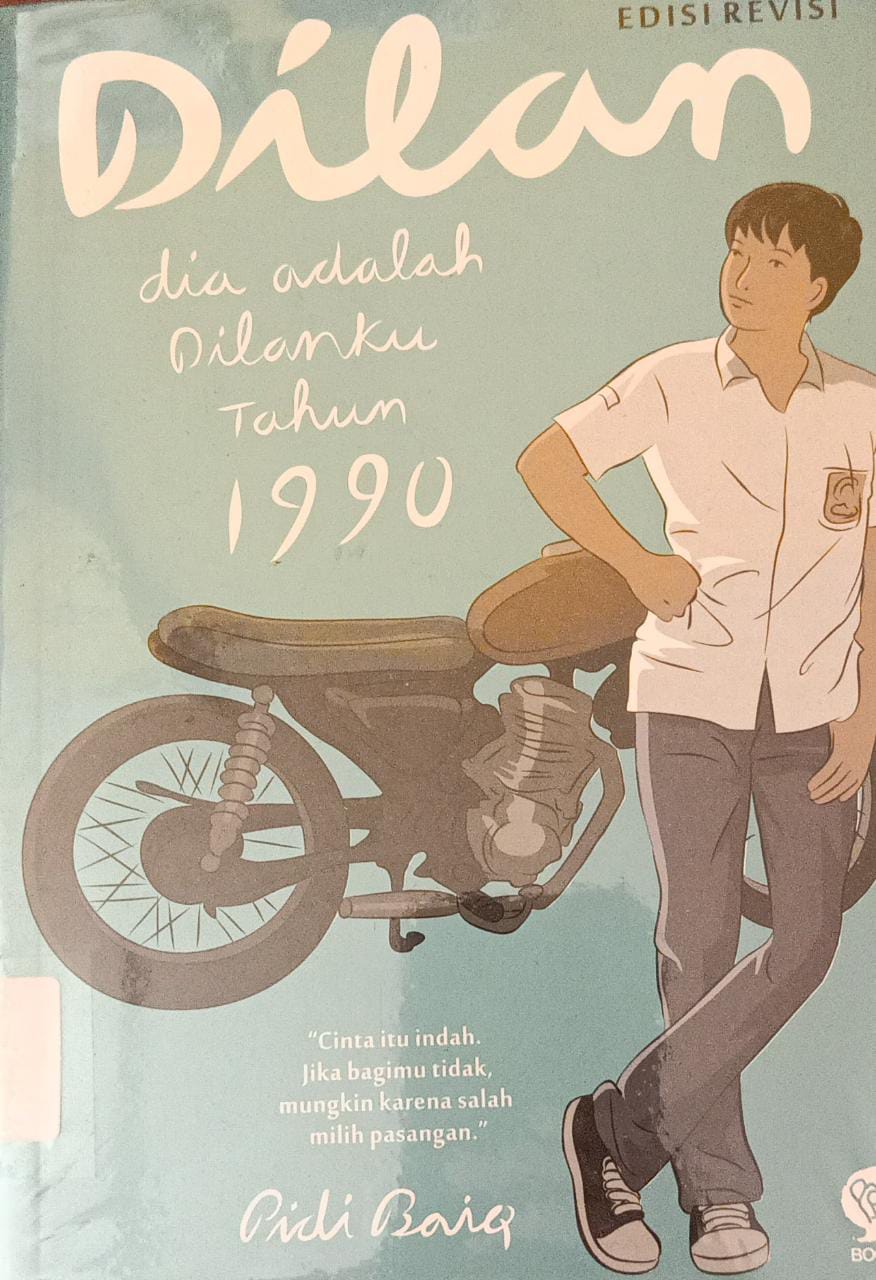 EDISI REVISI
Dilan
dia adalah
Dilanku
Tahun
1990
“Cinta itu indah.
Jika bagimu tidak,
mungkin karena salah
milih pasangan.”
Pidi Baiq